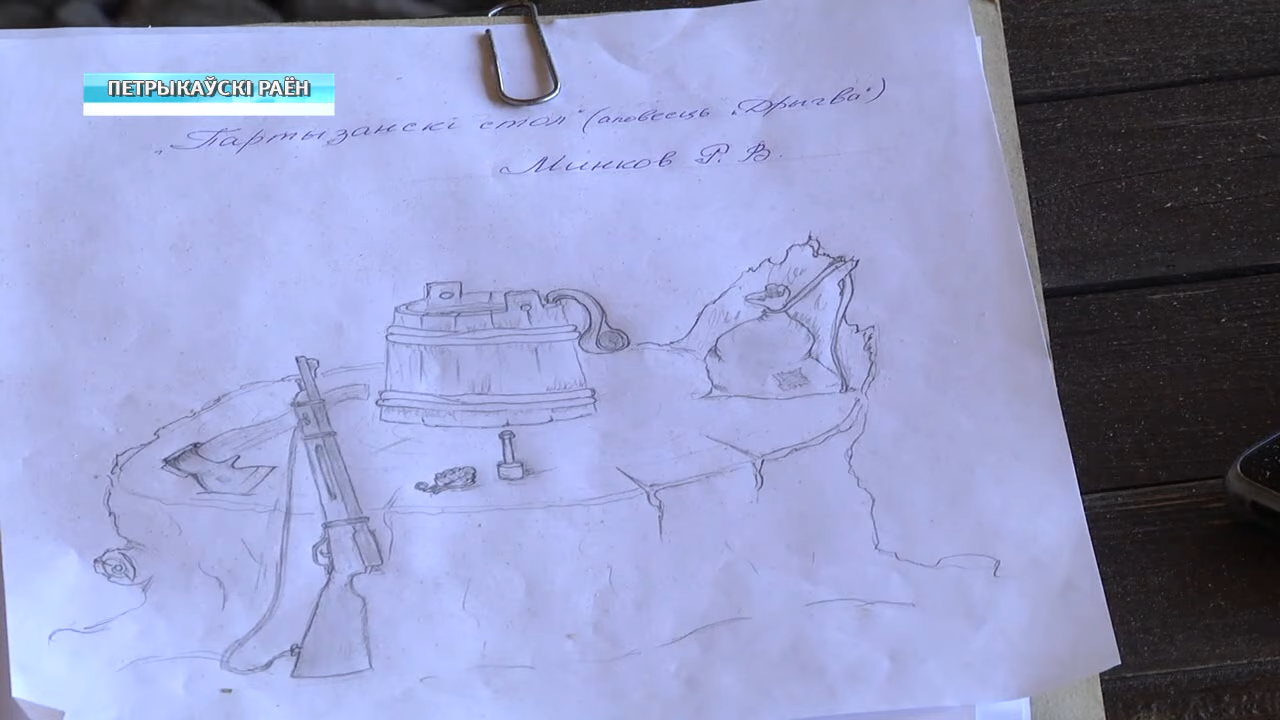 ПЕТРЫКАЎСКІ РАЁН
„Партызанскі стол" (аповесць „Дрыгва")
Минков Р. В.